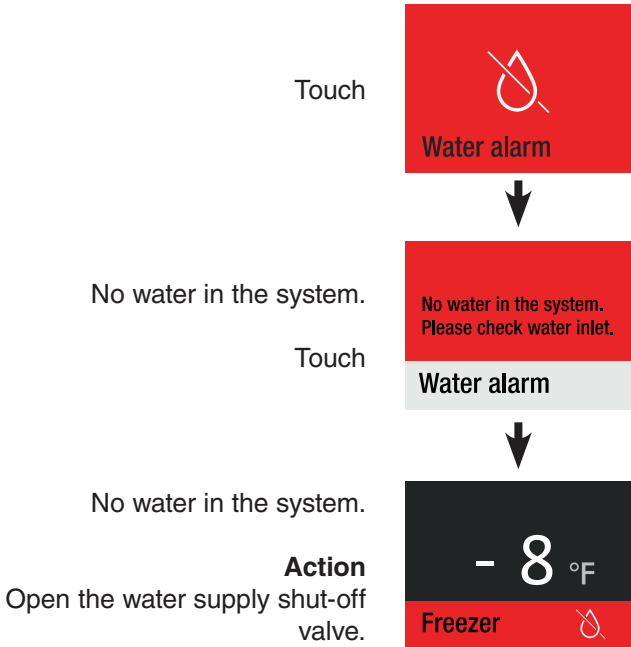 Touch
Water alarm
No water in the system.
Touch
No water in the system.
Please check water inlet.
Water alarm
No water in the system.
Action
Open the water supply shut-off
valve.
- 8 °F
Freezer